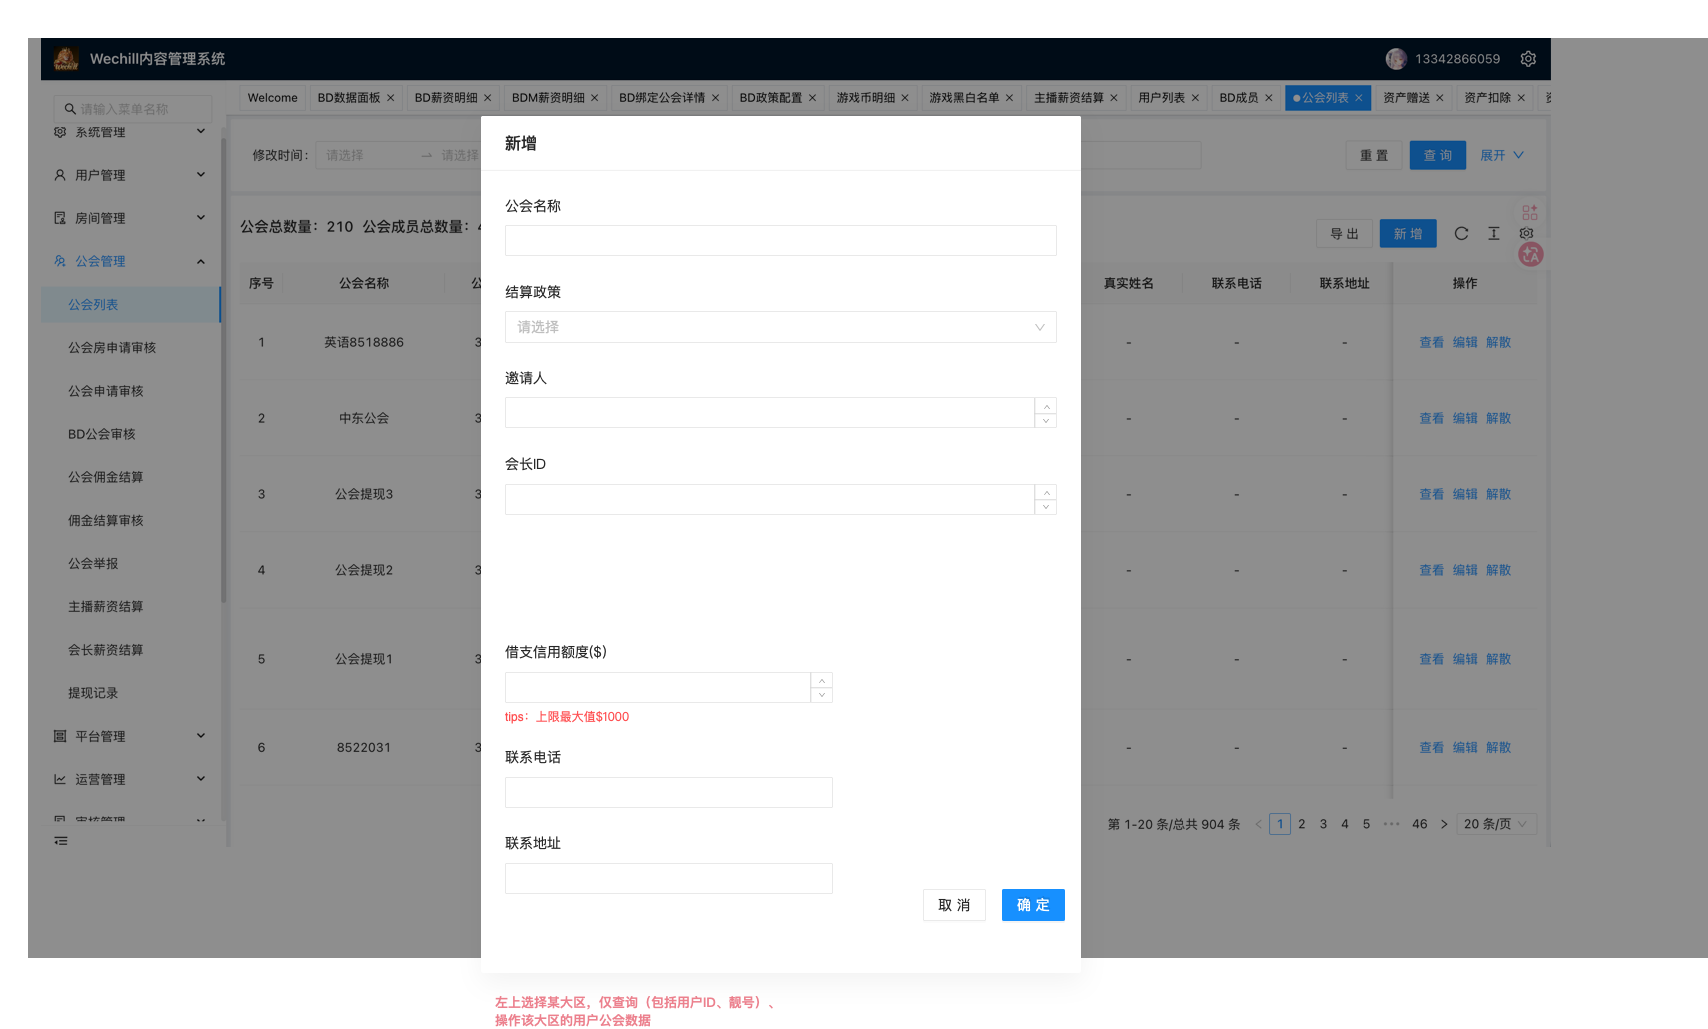 Wechill内容管理系统
13342866059
请输入菜单名称
Welcome BD数据面板 × BD薪资明细 × BDM薪资明细 × BD绑定公会详情 × BD政策配置 × 游戏币明细 × 游戏黑白名单 × 主播薪资结算 × 用户列表 × BD成员 × 公会列表 × 资产赠送 × 资产扣除 ×
系统管理
用户管理
房间管理
公会管理
公会列表
公会房申请审核
公会申请审核
BD公会审核
公会佣金结算
佣金结算审核
公会举报
主播薪资结算
会长薪资结算
提现记录
平台管理
运营管理
修改时间: 请选择 → 请选择
重置 查询 展开
公会总数量: 210 公会成员总数量:
导出 新增
序号 公会名称 真实姓名 联系电话 联系地址 操作
1 英语8518886 3 - - - 查看 编辑 解散
2 中东公会 3 - - - 查看 编辑 解散
3 公会提现3 3 - - - 查看 编辑 解散
4 公会提现2 3 - - - 查看 编辑 解散
5 公会提现1 3 - - - 查看 编辑 解散
6 8522031 3 - - - 查看 编辑 解散
第 1-20 条/总共 904 条 < 1 2 3 4 5 ••• 46 > 20 条/页
新增
公会名称
结算政策
请选择
邀请人
会长ID
借支信用额度($)
tips: 上限最大值$1000
联系电话
联系地址
取消 确定
左上选择某大区，仅查询（包括用户ID、靓号）、
操作该大区的用户公会数据